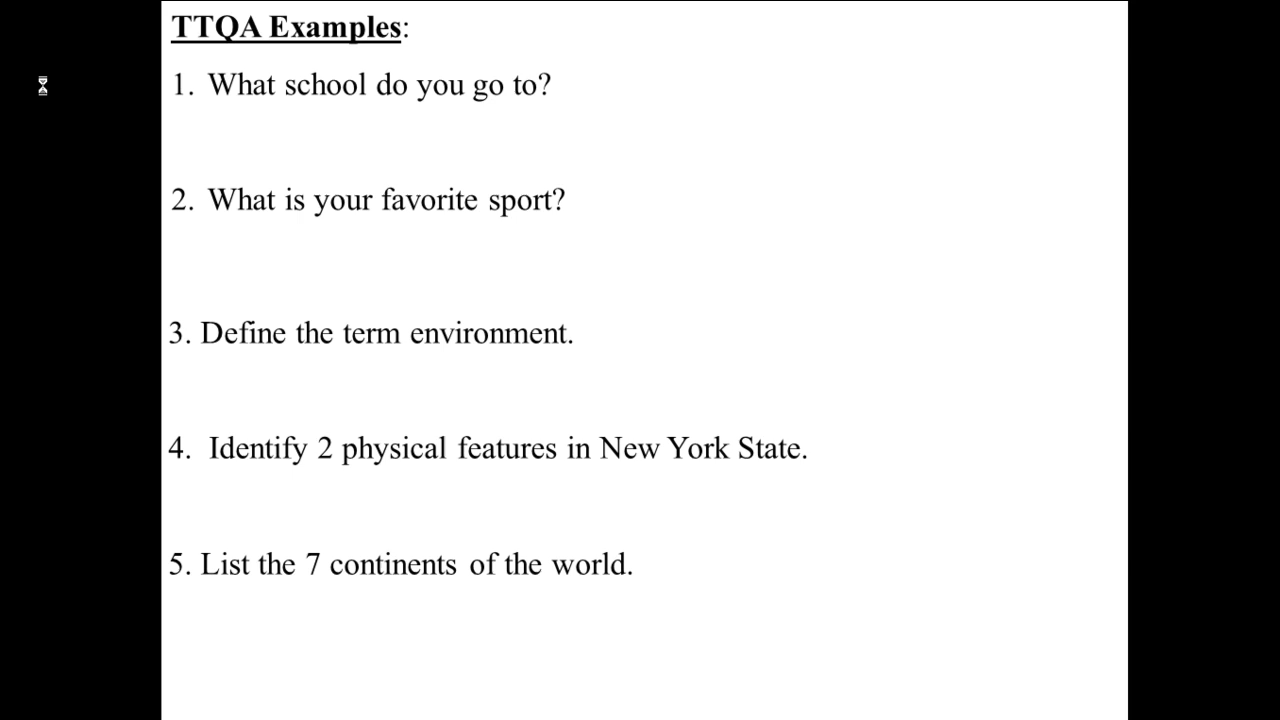 TTQA Examples:
1. What school do you go to?
2. What is your favorite sport?
3. Define the term environment.
4. Identify 2 physical features in New York State.
5. List the 7 continents of the world.